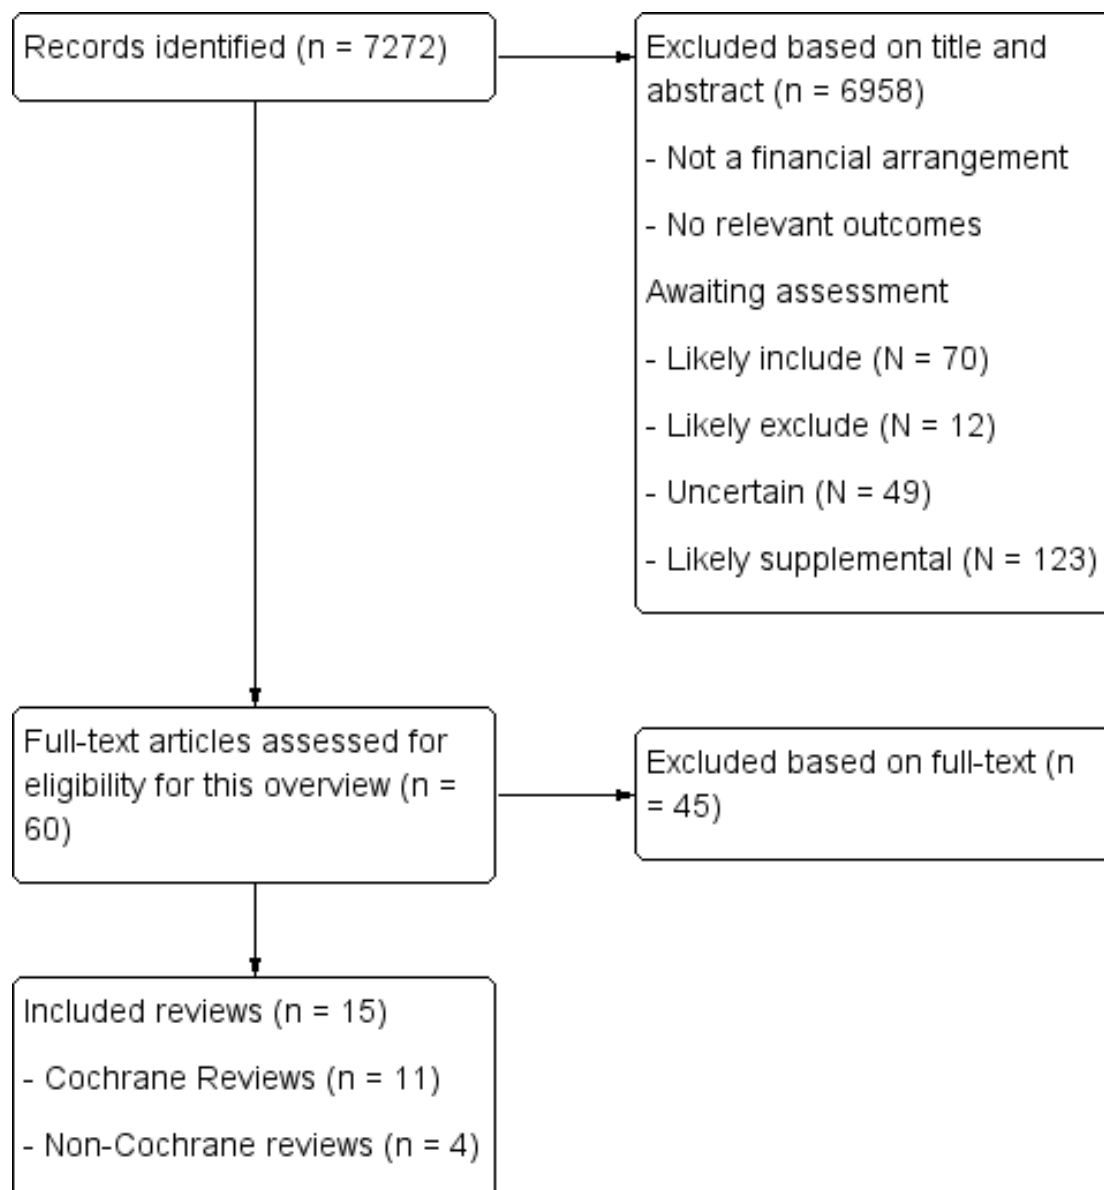 Records identified (n = 7272)
Excluded based on title and
abstract (n = 6958)
- Not a financial arrangement
- No relevant outcomes
Awaiting assessment
- Likely include (N = 70)
- Likely exclude (N = 12)
- Uncertain (N = 49)
- Likely supplemental (N = 123)
Full-text articles assessed for
eligibility for this overview (n =
60)
Excluded based on full-text (n
= 45)
Included reviews (n = 15)
- Cochrane Reviews (n = 11)
- Non-Cochrane reviews (n = 4)